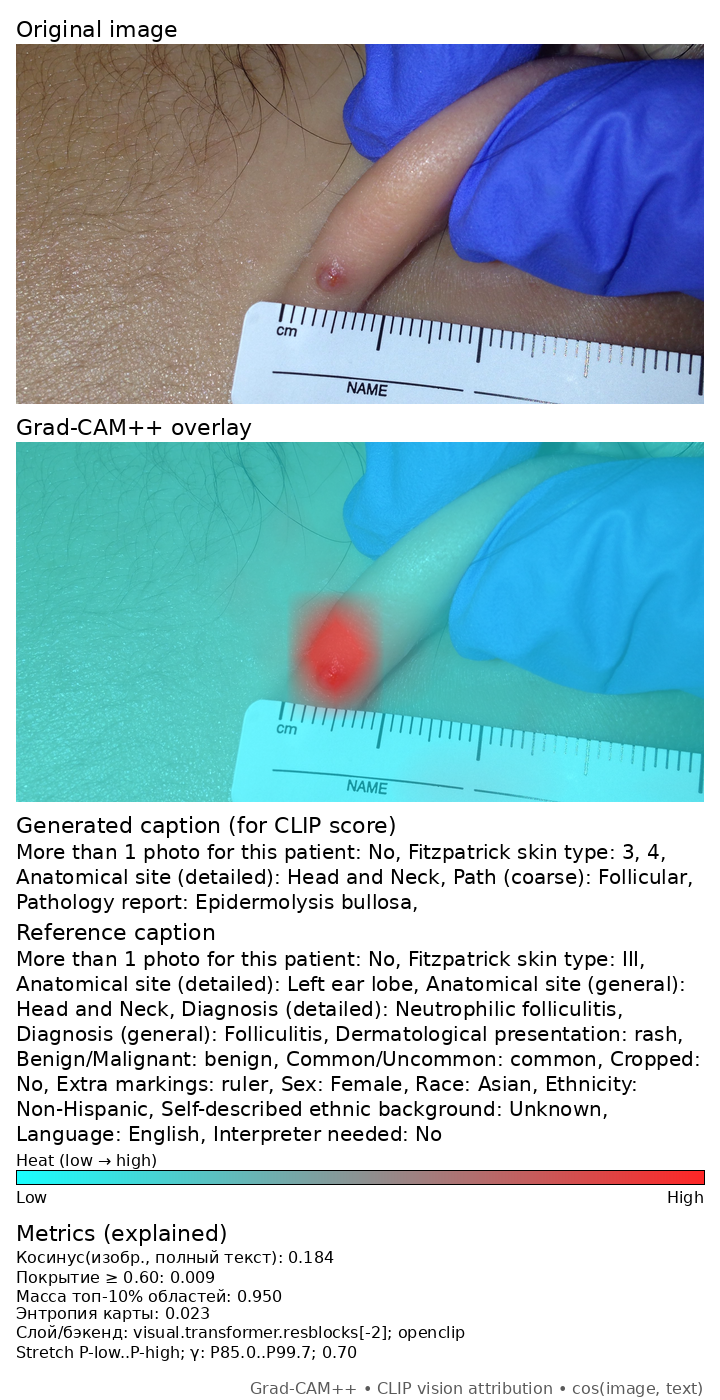 Original image
cm
NAME
Grad-CAM++ overlay
cm
NAME
Generated caption (for CLIP score)
More than 1 photo for this patient: No, Fitzpatrick skin type: 3, 4,
Anatomical site (detailed): Head and Neck, Path (coarse): Follicular,
Pathology report: Epidermolysis bullosa,
Reference caption
More than 1 photo for this patient: No, Fitzpatrick skin type: III,
Anatomical site (detailed): Left ear lobe, Anatomical site (general):
Head and Neck, Diagnosis (detailed): Neutrophilic folliculitis,
Diagnosis (general): Folliculitis, Dermatological presentation: rash,
Benign/Malignant: benign, Common/Uncommon: common, Cropped:
No, Extra markings: ruler, Sex: Female, Race: Asian, Ethnicity:
Non-Hispanic, Self-described ethnic background: Unknown,
Language: English, Interpreter needed: No
Heat (low → high)
Low High
Metrics (explained)
Косинус(изобр., полный текст): 0.184
Покрытие ≥ 0.60: 0.009
Масса топ-10% областей: 0.950
Энтропия карты: 0.023
Слой/бэкенд: visual.transformer.resblocks[-2]; openclip
Stretch P-low..P-high; γ: P85.0..P99.7; 0.70
Grad-CAM++ • CLIP vision attribution • cos(image, text)